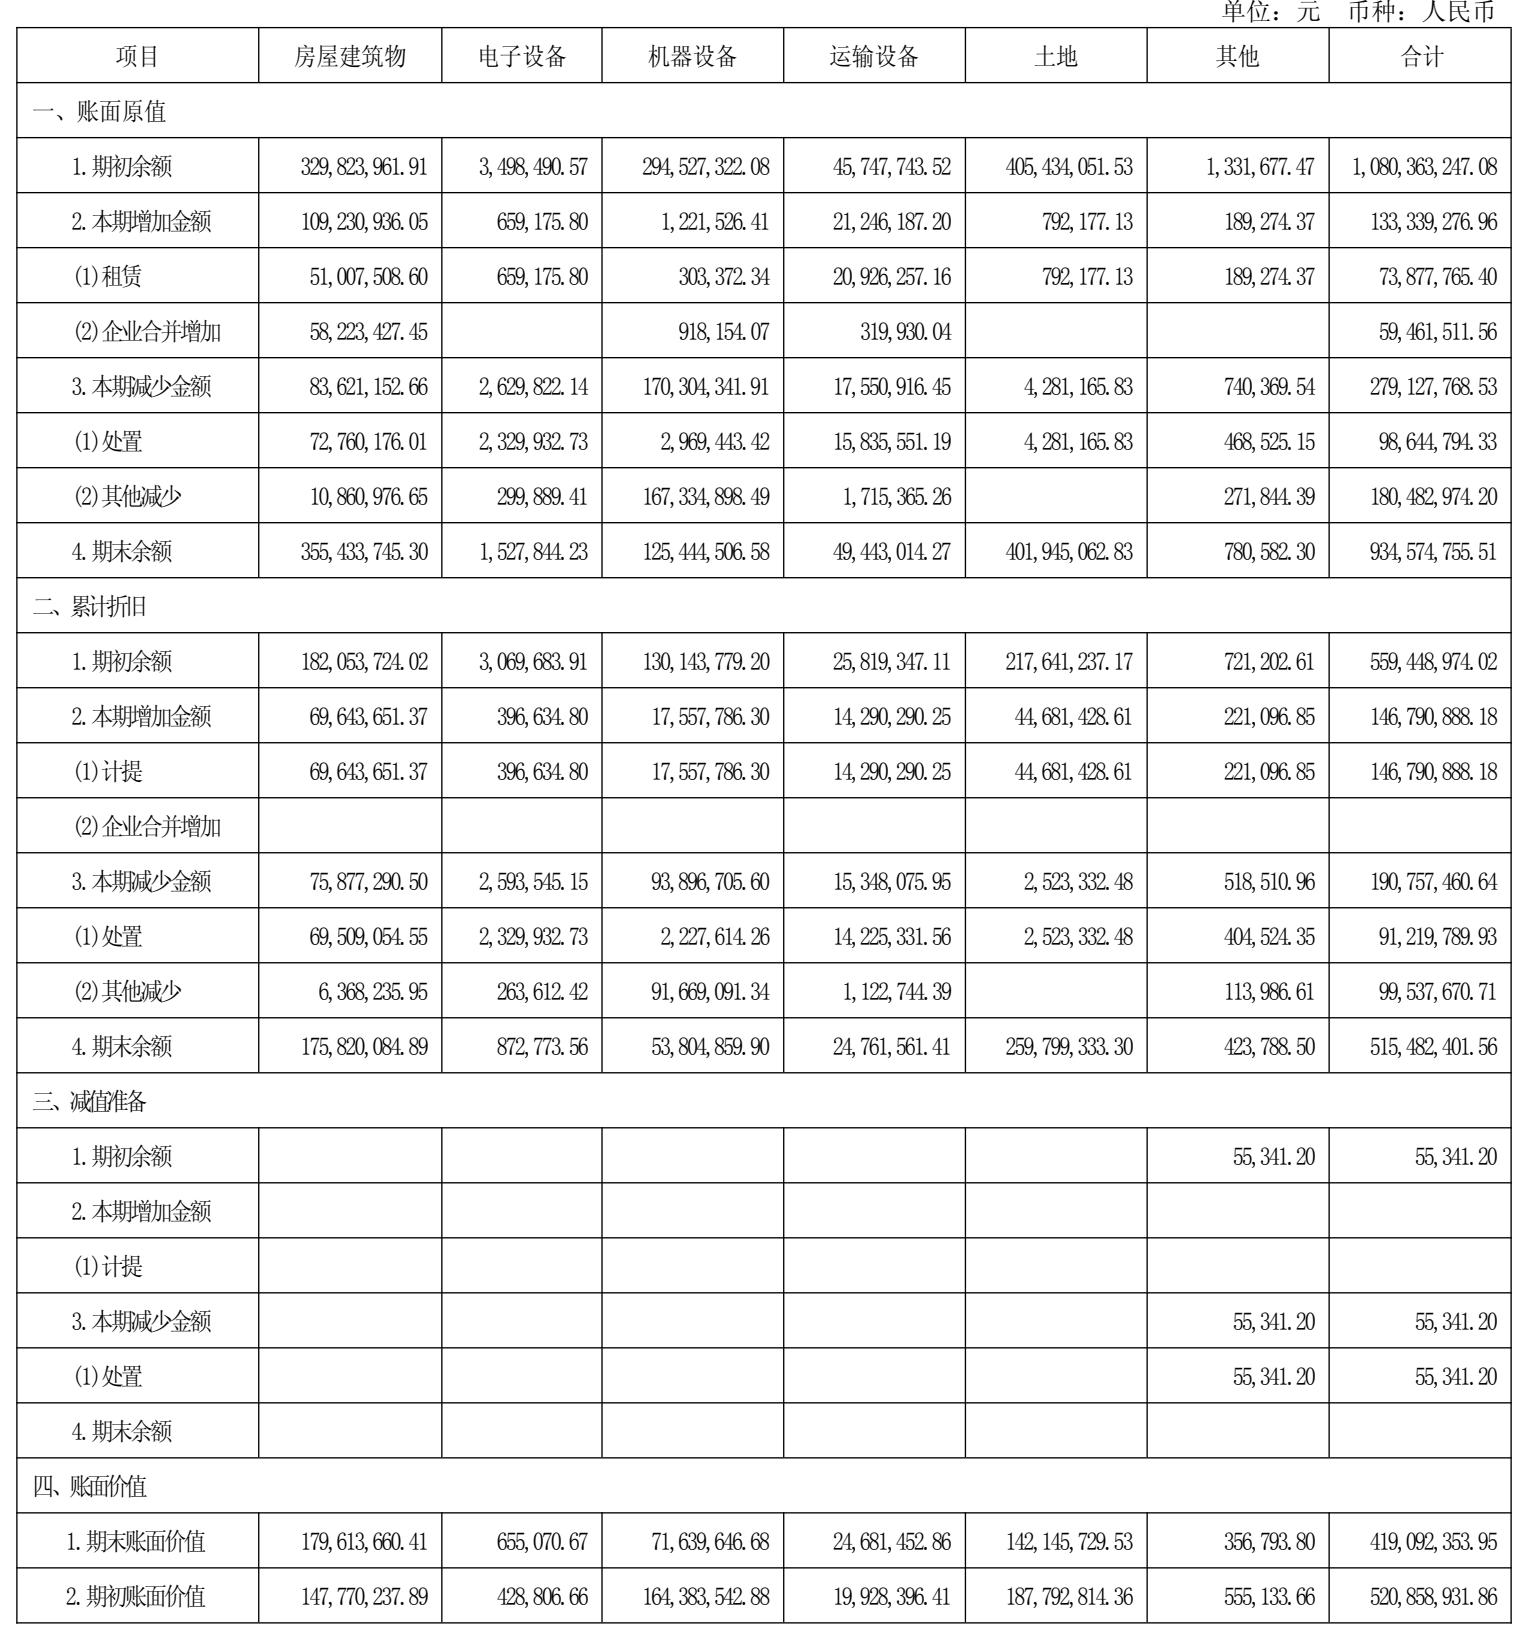 单位：元 币种：人民币
项目 房屋建筑物 电子设备 机器设备 运输设备 土地 其他 合计
一、账面原值
1.期初余额 329,823,961.91 3,498,490.57 294,527,322.08 45,747,743.52 405,434,051.53 1,331,677.47 1,080,363,247.08
2.本期增加金额 109,230,936.05 659,175.80 1,221,526.41 21,246,187.20 792,177.13 189,274.37 133,339,276.96
(1)租赁 51,007,508.60 659,175.80 303,372.34 20,926,257.16 792,177.13 189,274.37 73,877,765.40
(2)企业合并增加 58,223,427.45 918,154.07 319,930.04 59,461,511.56
3.本期减少金额 83,621,152.66 2,629,822.14 170,304,341.91 17,550,916.45 4,281,165.83 740,369.54 279,127,768.53
(1)处置 72,760,176.01 2,329,932.73 2,969,443.42 15,835,551.19 4,281,165.83 468,525.15 98,644,794.33
(2)其他减少 10,860,976.65 299,889.41 167,334,898.49 1,715,365.26 271,844.39 180,482,974.20
4.期末余额 355,433,745.30 1,527,844.23 125,444,506.58 49,443,014.27 401,945,062.83 780,582.30 934,574,755.51
二、累计折旧
1.期初余额 182,053,724.02 3,069,683.91 130,143,779.20 25,819,347.11 217,641,237.17 721,202.61 559,448,974.02
2.本期增加金额 69,643,651.37 396,634.80 17,557,786.30 14,290,290.25 44,681,428.61 221,096.85 146,790,888.18
(1)计提 69,643,651.37 396,634.80 17,557,786.30 14,290,290.25 44,681,428.61 221,096.85 146,790,888.18
(2)企业合并增加
3.本期减少金额 75,877,290.50 2,593,545.15 93,896,705.60 15,348,075.95 2,523,332.48 518,510.96 190,757,460.64
(1)处置 69,509,054.55 2,329,932.73 2,227,614.26 14,225,331.56 2,523,332.48 404,524.35 91,219,789.93
(2)其他减少 6,368,235.95 263,612.42 91,669,091.34 1,122,744.39 113,986.61 99,537,670.71
4.期末余额 175,820,084.89 872,773.56 53,804,859.90 24,761,561.41 259,799,333.30 423,788.50 515,482,401.56
三、减值准备
1.期初余额 55,341.20 55,341.20
2.本期增加金额
(1)计提
3.本期减少金额 55,341.20 55,341.20
(1)处置 55,341.20 55,341.20
4.期末余额
四、账面价值
1.期末账面价值 179,613,660.41 655,070.67 71,639,646.68 24,681,452.86 142,145,729.53 356,793.80 419,092,353.95
2.期初账面价值 147,770,237.89 428,806.66 164,383,542.88 19,928,396.41 187,792,814.36 555,133.66 520,858,931.86